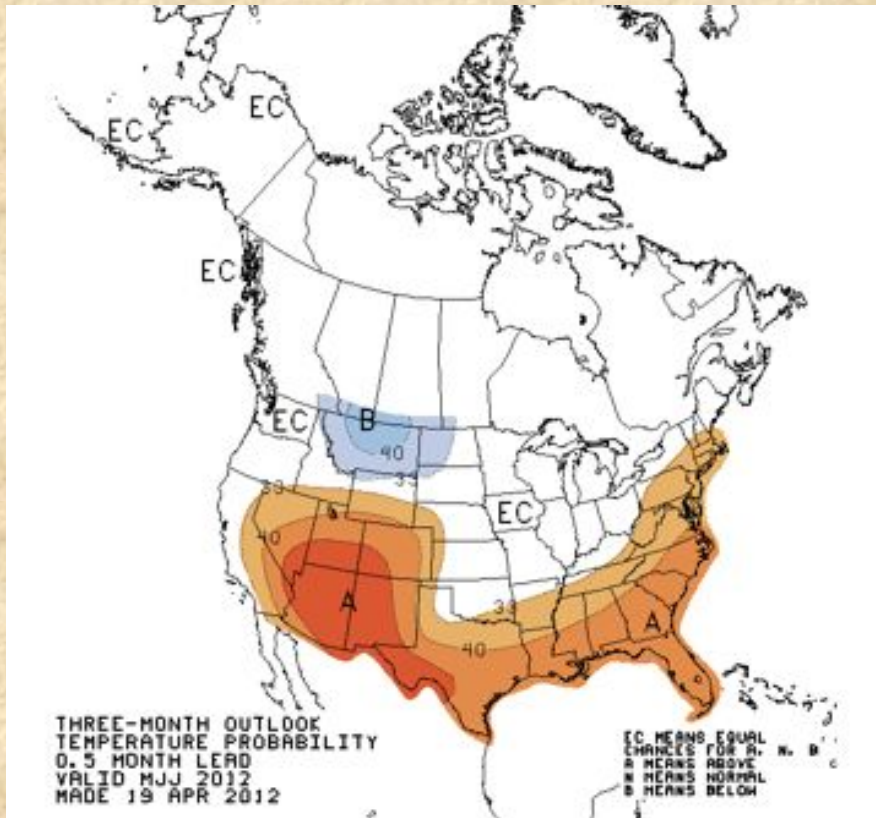 EC
EC
EC
EC
B
40
33
33
EC
40
A
33
A
40
THREE-MONTH OUTLOOK
TEMPERATURE PROBABILITY
0.5 MONTH LEAD
VALID MJJ 2012
MADE 19 APR 2012
EC MEANS EQUAL
CHANCES FOR A, N, B
A MEANS ABOVE
N MEANS NORMAL
B MEANS BELOW